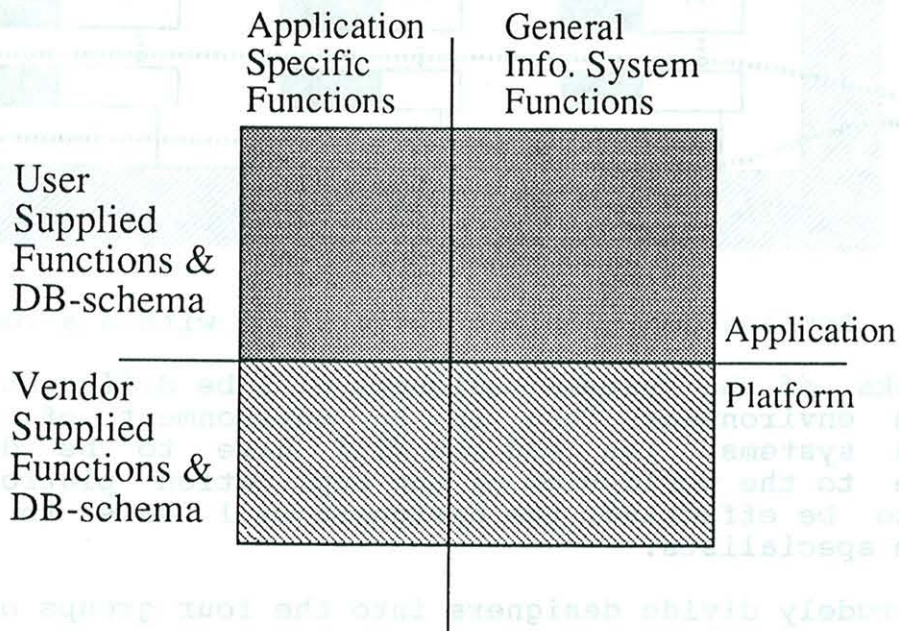 Application
Specific
Functions
General
Info. System
Functions
User
Supplied
Functions &
DB-schema
Application
Vendor
Supplied
Functions &
DB-schema
Platform